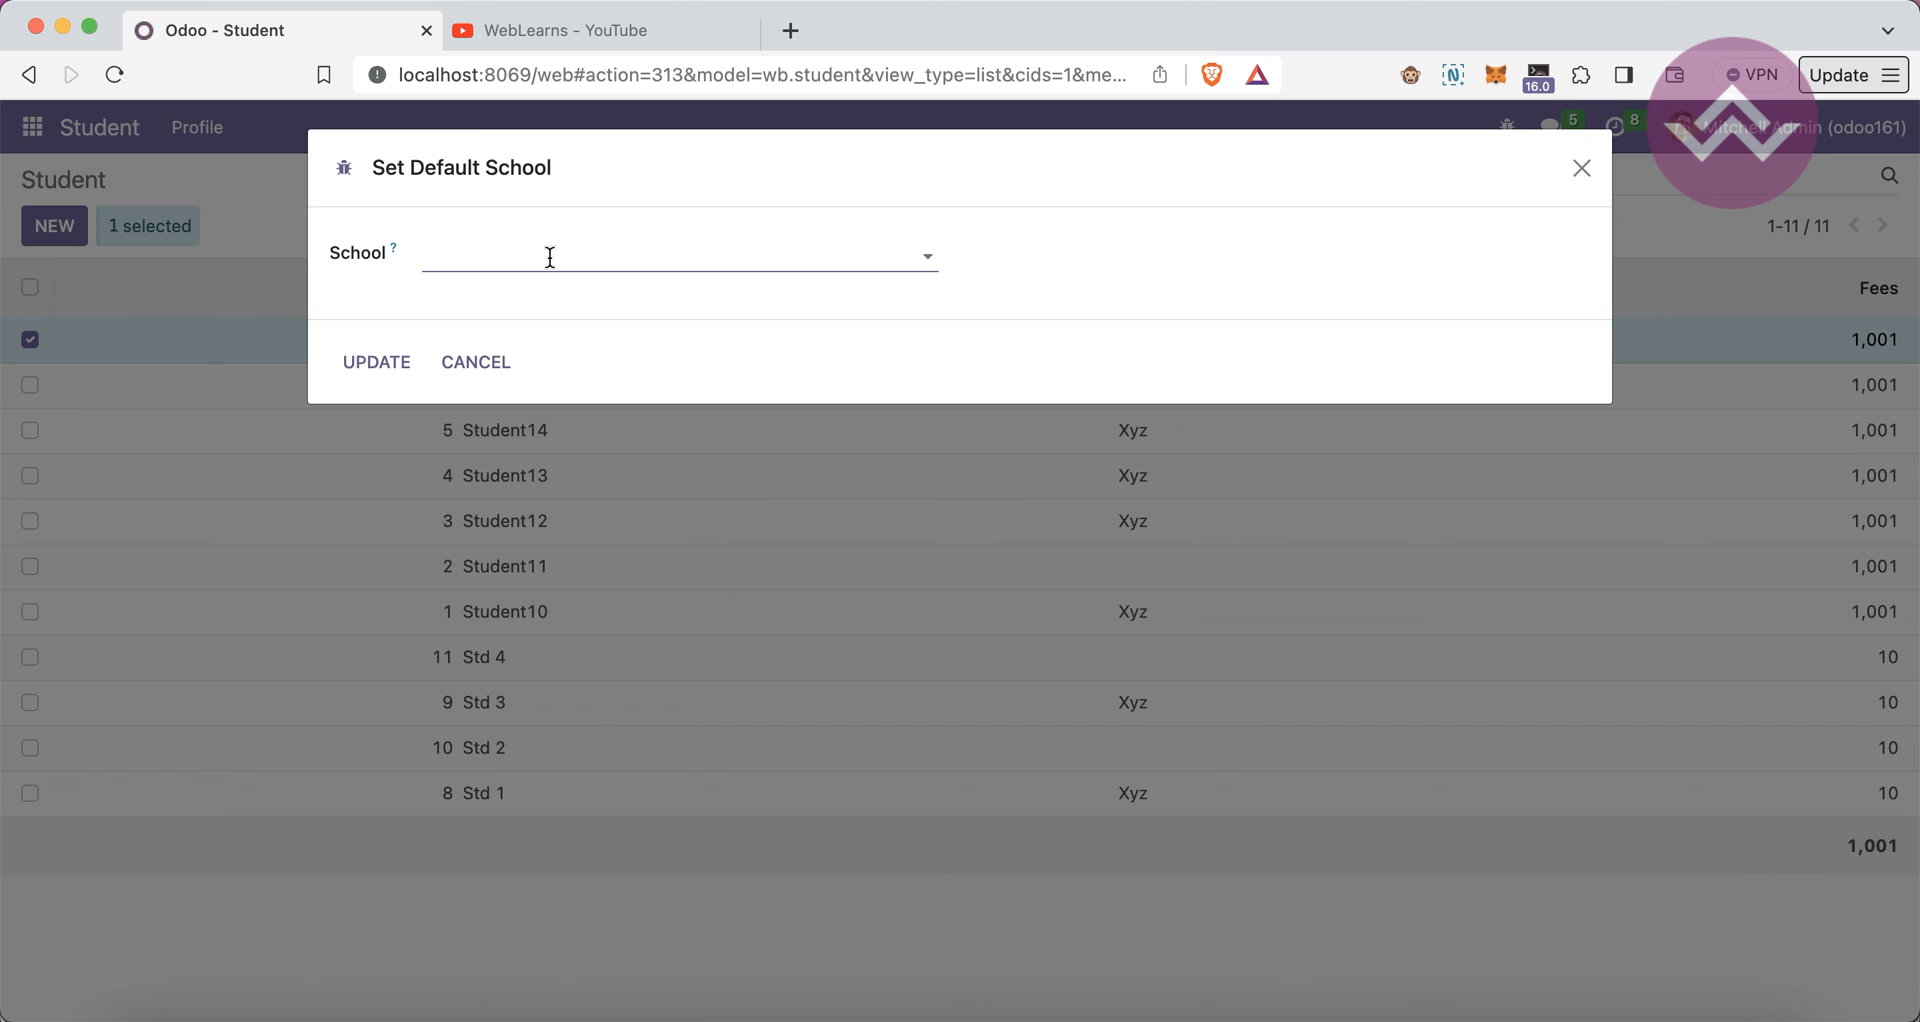 Odoo - Student
WebLearns - YouTube
localhost:8069/web#action=313&model=wb.student&view_type=list&cids=1&me...
16.0
VPN
Update
Student Profile
5
8
Mitchell Admin (odoo161)
Set Default School
Student
NEW
1 selected
1-11 / 11
School ?
UPDATE CANCEL
Fees
1,001
1,001
5 Student14 Xyz 1,001
4 Student13 Xyz 1,001
3 Student12 Xyz 1,001
2 Student11 1,001
1 Student10 Xyz 1,001
11 Std 4 10
9 Std 3 Xyz 10
10 Std 2 10
8 Std 1 Xyz 10
1,001